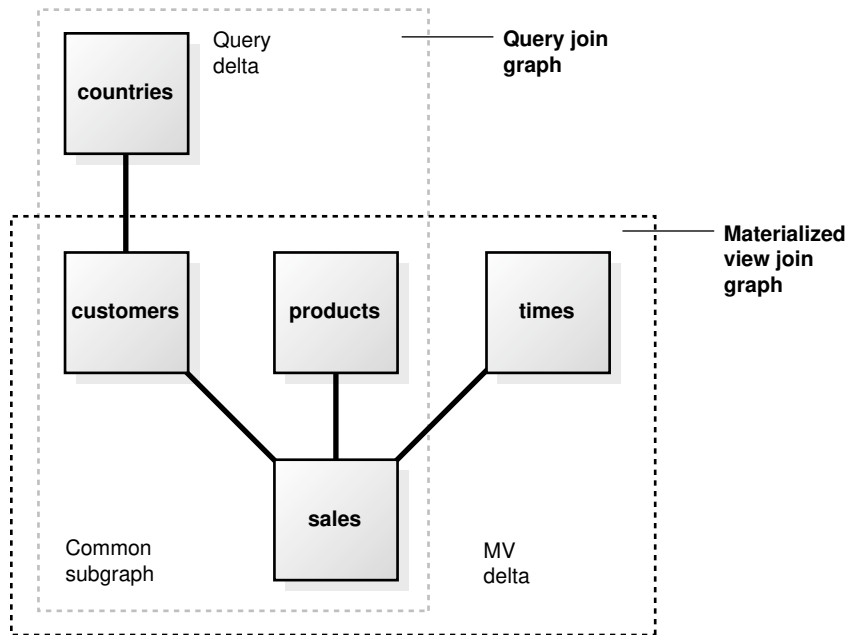 Query
delta
Query join
graph
countries
Materialized
view join
graph
customers
products
times
sales
Common
subgraph
MV
delta